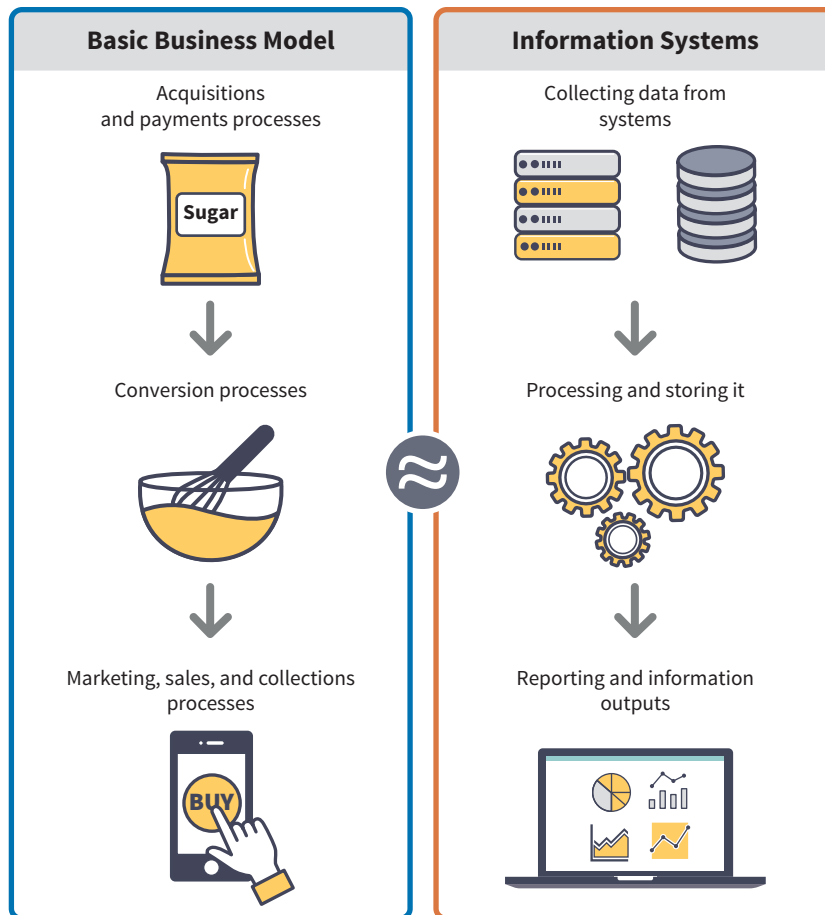 Basic Business Model
Acquisitions
and payments processes
Sugar
Conversion processes
Marketing, sales, and collections
processes
BUY
≈
Information Systems
Collecting data from
systems
Processing and storing it
Reporting and information
outputs